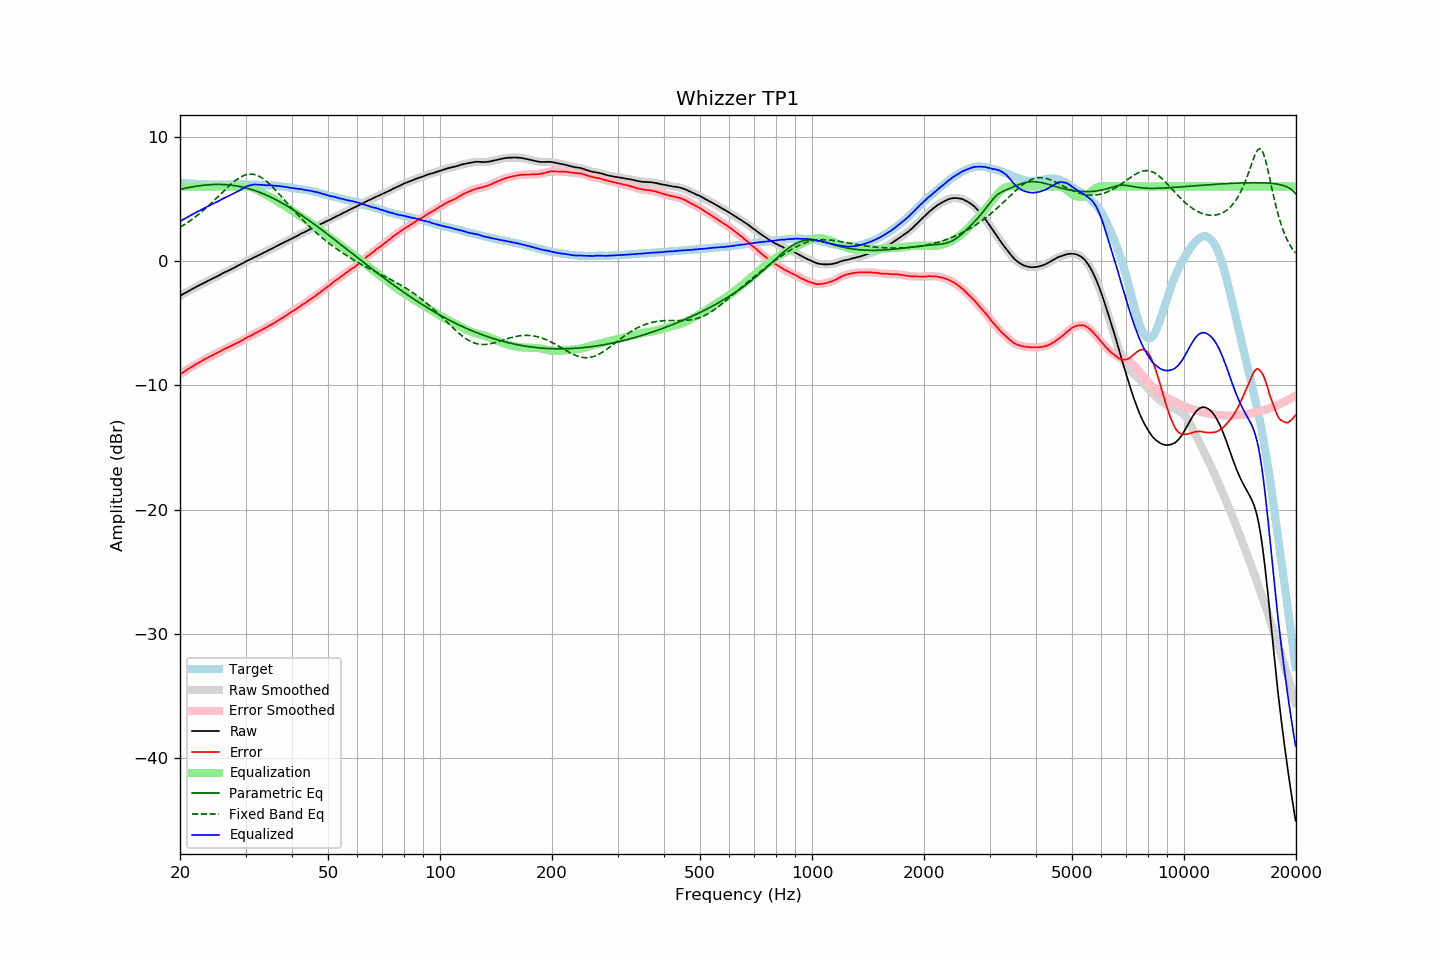 Whizzer TP1
10
0
−10
−20
−30
−40
Amplitude (dBr)
Target
Raw Smoothed
Error Smoothed
Raw
Error
Equalization
Parametric Eq
Fixed Band Eq
Equalized
20 50 100 200 500 1000 2000 5000 10000 20000
Frequency (Hz)